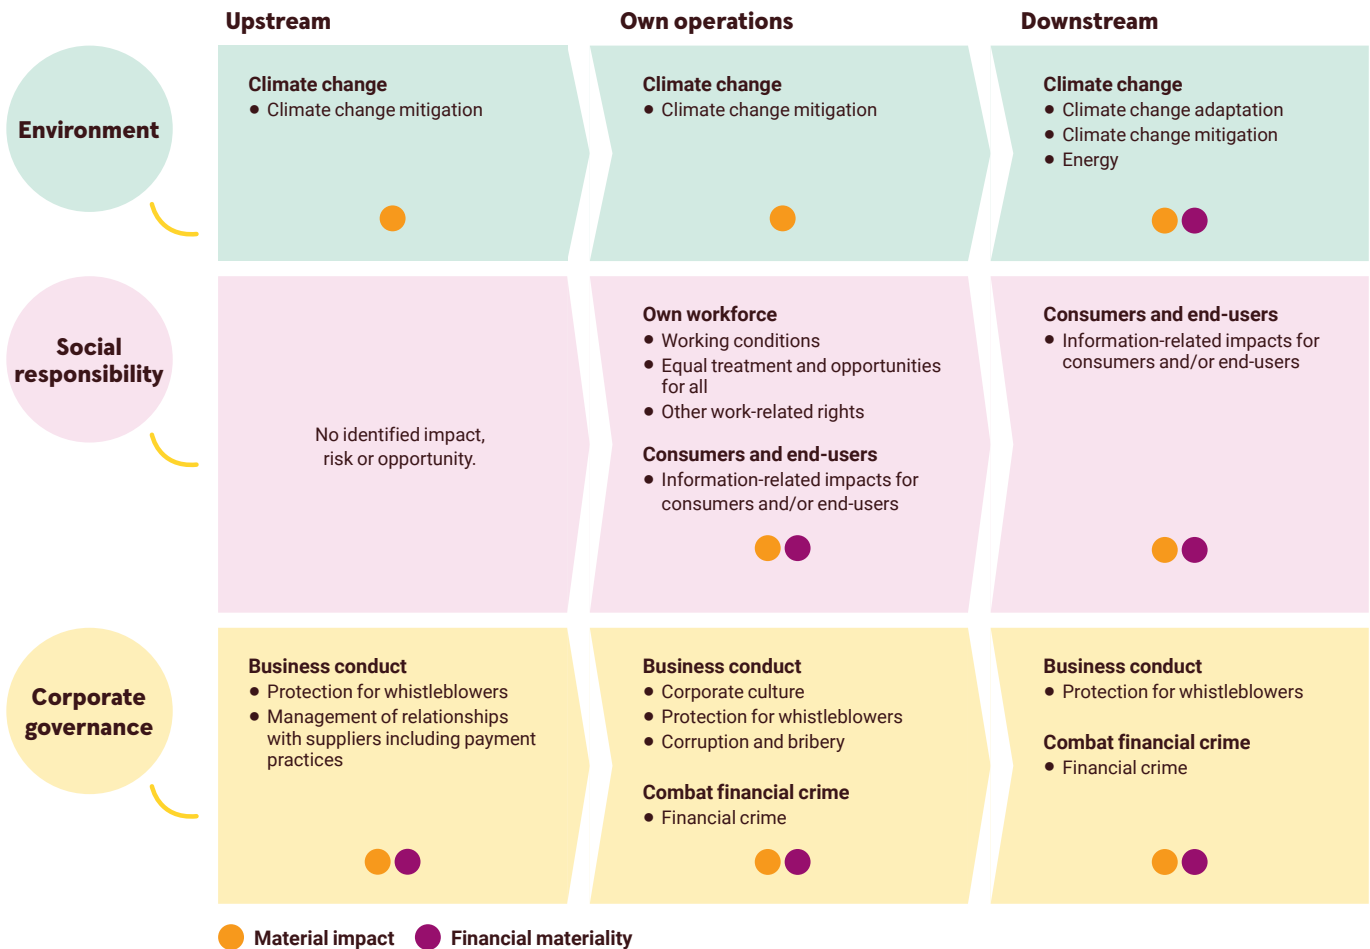 Upstream
Own operations
Downstream
Environment
Climate change
• Climate change mitigation
Climate change
• Climate change mitigation
Climate change
• Climate change adaptation
• Climate change mitigation
• Energy
Social
responsibility
No identified impact,
risk or opportunity.
Own workforce
• Working conditions
• Equal treatment and opportunities
for all
• Other work-related rights
Consumers and end-users
• Information-related impacts for
consumers and/or end-users
Consumers and end-users
• Information-related impacts for
consumers and/or end-users
Corporate
governance
Business conduct
• Protection for whistleblowers
• Management of relationships
with suppliers including payment
practices
Business conduct
• Corporate culture
• Protection for whistleblowers
• Corruption and bribery
Combat financial crime
• Financial crime
Business conduct
• Protection for whistleblowers
Combat financial crime
• Financial crime
Material impact
Financial materiality